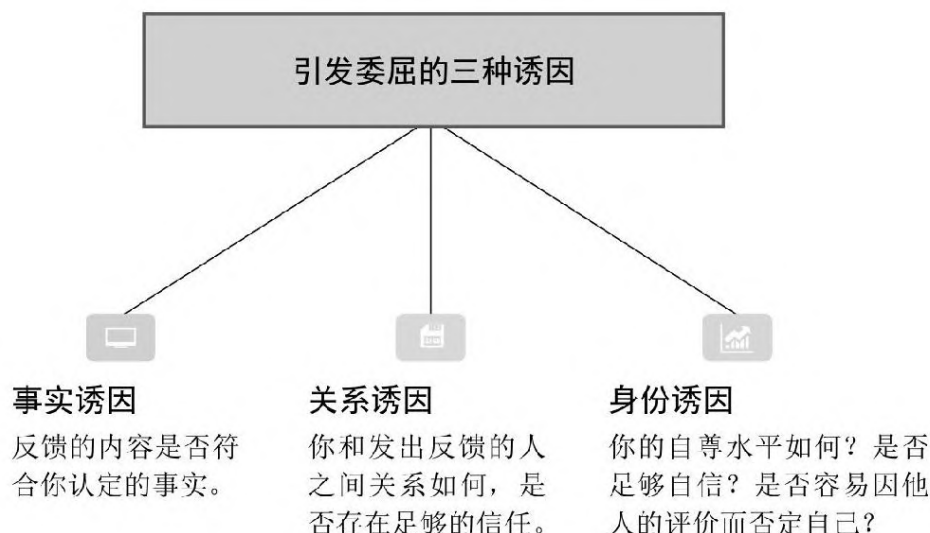 引发委屈的三种诱因
事实诱因
反馈的内容是否符
合你认定的事实。
关系诱因
你和发出反馈的人
之间关系如何，是
否存在足够的信任。
身份诱因
你的自尊水平如何？是否
足够自信？是否容易因他
人的评价而否定自己？